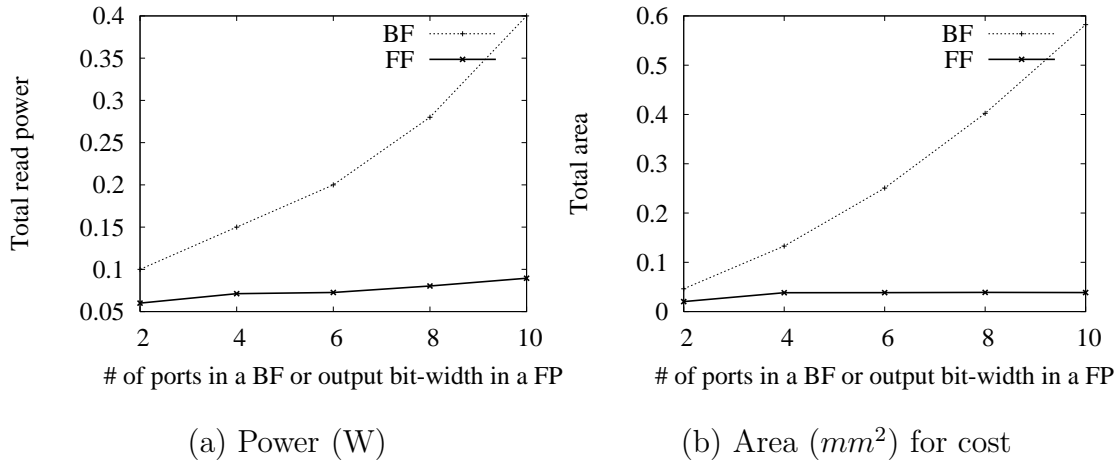 0.4
0.35
0.3
0.25
0.2
0.15
0.1
0.05
2 4 6 8 10
Total read power
# of ports in a BF or output bit-width in a FP
BF
FF
(a) Power (W)
0.6
0.5
0.4
0.3
0.2
0.1
0
2 4 6 8 10
Total area
# of ports in a BF or output bit-width in a FP
BF
FF
(b) Area (mm²) for cost